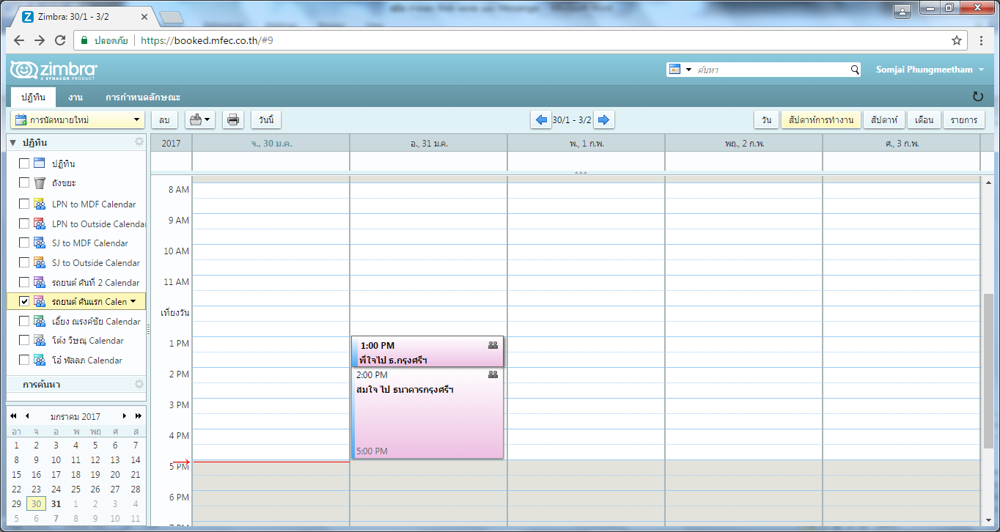 Zimbra: 30/1 - 3/2
ปลอดภัย https://booked.mfec.co.th/#9
zimbra
A SYNACOR PRODUCT
ค้นหา
Somjai Phungmeetham
ปฏิทิน งาน การกำหนดลักษณะ
การนัดหมายใหม่ ลบ วันนี้ 30/1 - 3/2 วัน สัปดาห์การทำงาน สัปดาห์ เดือน รายการ
ปฏิทิน
ปฏิทิน
ถังขยะ
LPN to MDF Calendar
LPN to Outside Calendar
SJ to MDF Calendar
SJ to Outside Calendar
รถยนต์ คันที่ 2 Calendar
รถยนต์ คันแรก Calen
เอี้ยง ณรงค์ชัย Calendar
โต้ง วิษณุ Calendar
โอ๋ พัลลภ Calendar
การค้นหา
มกราคม 2017
อา จ อ พ พฤ ศ ส
1 2 3 4 5 6 7
8 9 10 11 12 13 14
15 16 17 18 19 20 21
22 23 24 25 26 27 28
29 30 31 1 2 3 4
5 6 7 8 9 10 11
2017 จ., 30 ม.ค. อ., 31 ม.ค. พ., 1 ก.พ. พฤ., 2 ก.พ. ศ., 3 ก.พ.
8 AM
9 AM
10 AM
11 AM
เที่ยงวัน
1 PM
2 PM
3 PM
4 PM
5 PM
6 PM
1:00 PM
พี่ใจไป ธ.กรุงศรีฯ
2:00 PM
สมใจ ไป ธนาคารกรุงศรีฯ
5:00 PM